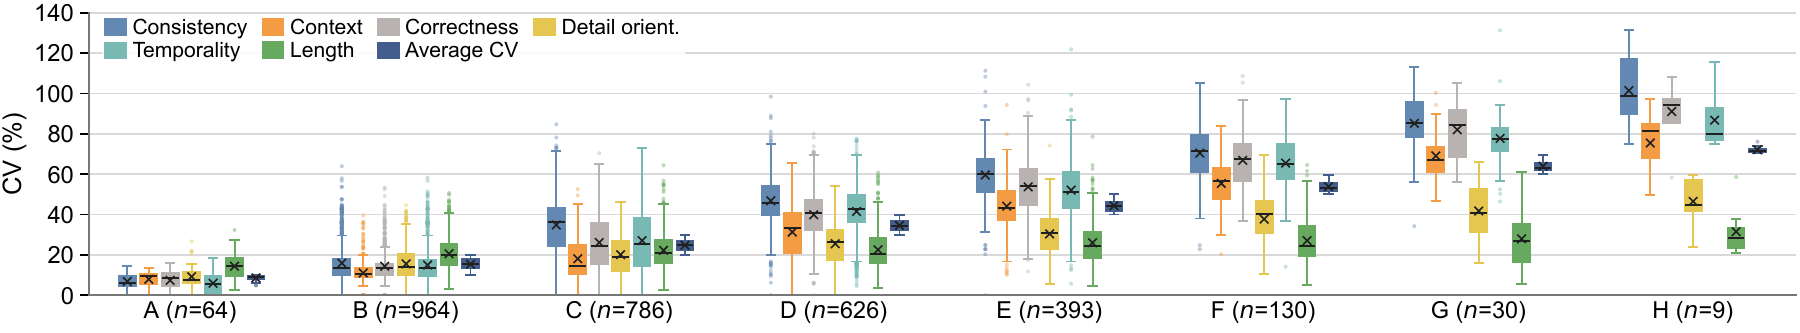 140
120
100
80
60
40
20
0
CV (%)
Consistency Context Correctness Detail orient.
Temporality Length Average CV
A (n=64) B (n=964) C (n=786) D (n=626) E (n=393) F (n=130) G (n=30) H (n=9)